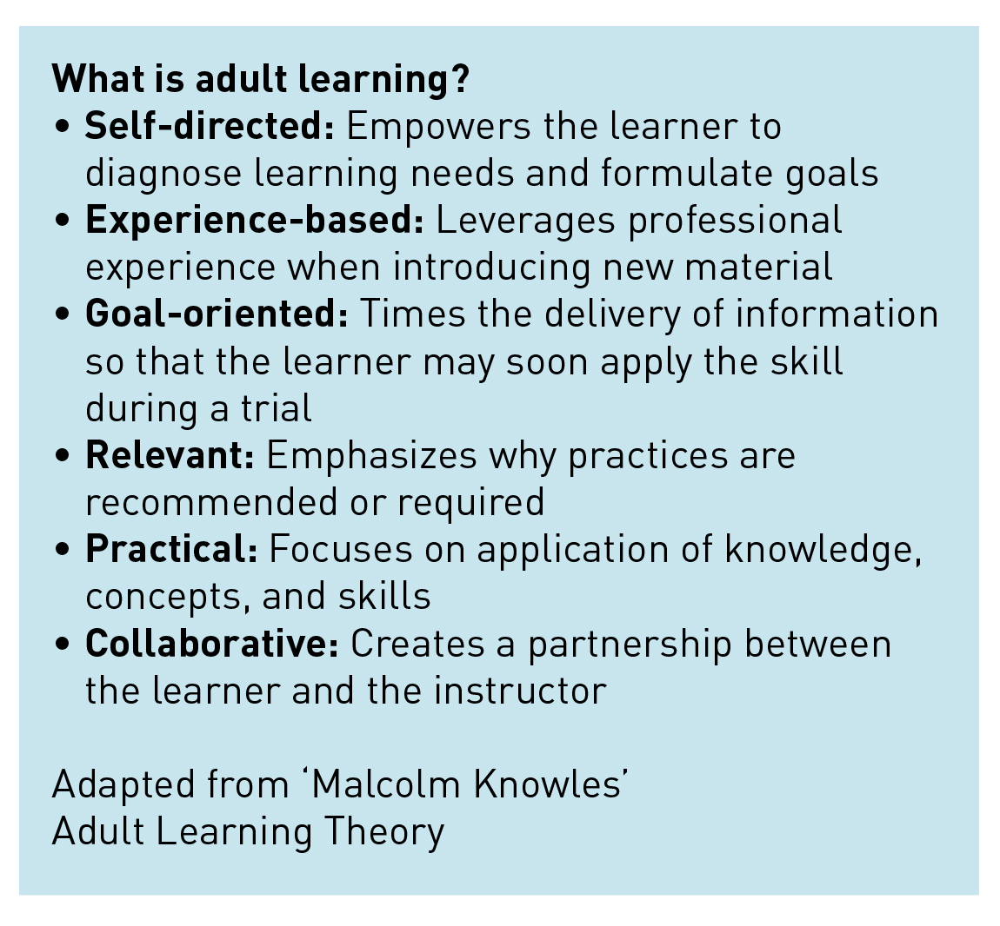 What is adult learning?
• Self-directed: Empowers the learner to
diagnose learning needs and formulate goals
• Experience-based: Leverages professional
experience when introducing new material
• Goal-oriented: Times the delivery of information
so that the learner may soon apply the skill
during a trial
• Relevant: Emphasizes why practices are
recommended or required
• Practical: Focuses on application of knowledge,
concepts, and skills
• Collaborative: Creates a partnership between
the learner and the instructor
Adapted from ‘Malcolm Knowles’
Adult Learning Theory